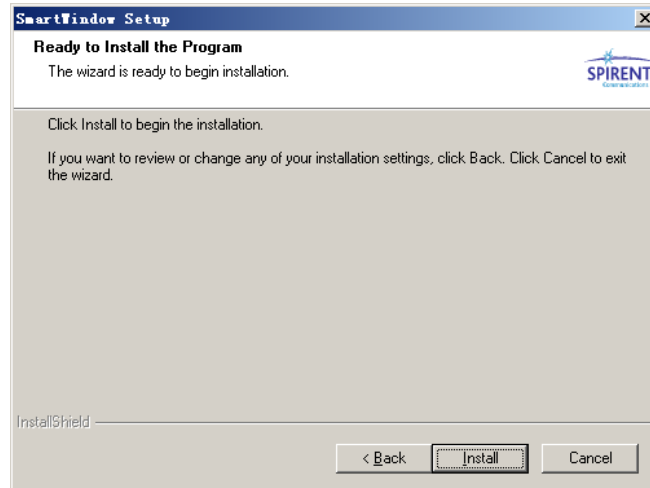 SmartWindow Setup
Ready to Install the Program
The wizard is ready to begin installation.
SPIRENT
Communications
Click Install to begin the installation.
If you want to review or change any of your installation settings, click Back. Click Cancel to exit
the wizard.
InstallShield
< Back
Install
Cancel